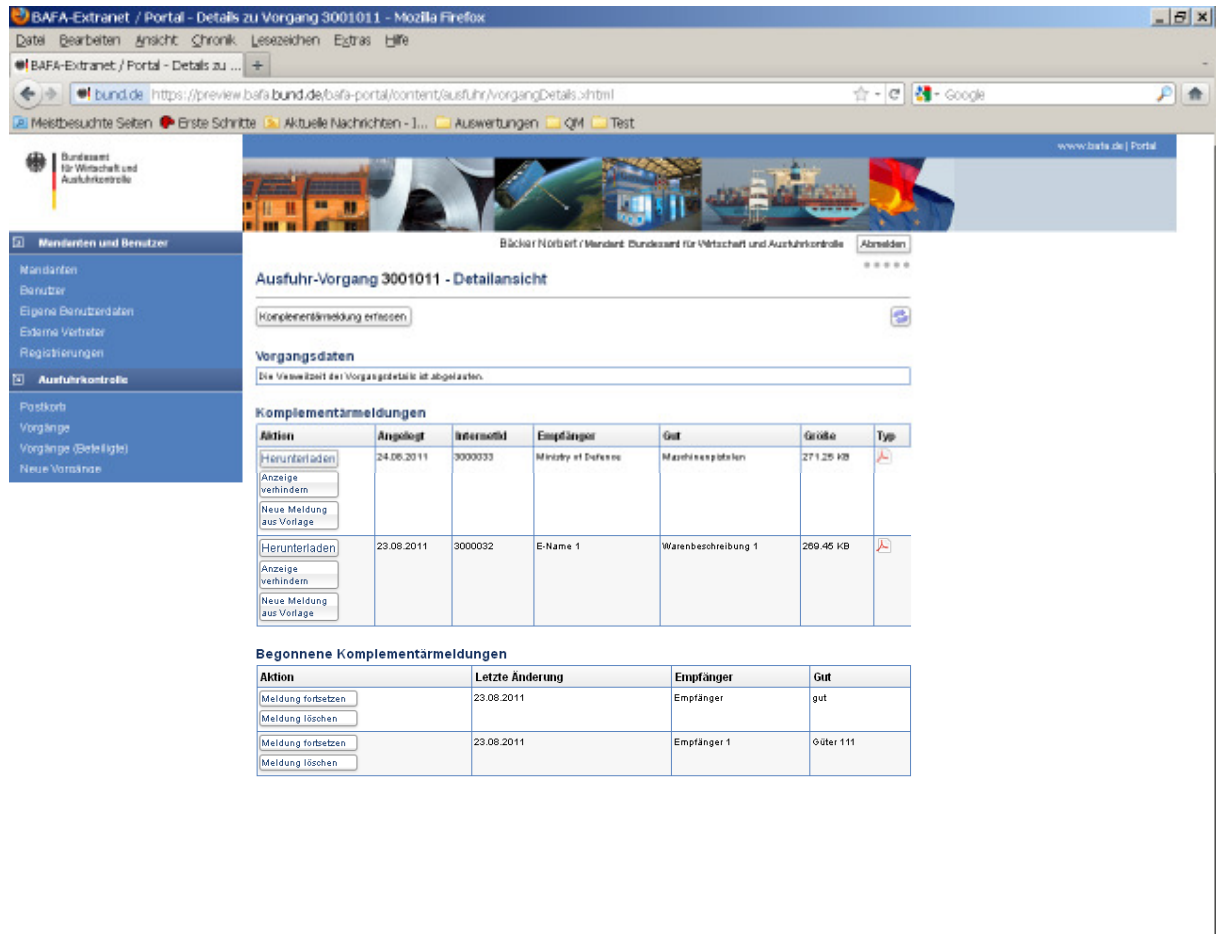 BAFA-Extranet / Portal - Details zu Vorgang 3001011 - Mozilla Firefox
Datei Bearbeiten Ansicht Chronik Lesezeichen Extras Hilfe
BAFA-Extranet / Portal - Details zu ... +
bund.de https://preview.bafa.bund.de/bafa-portal/content/ausfuhr/vorgangDetails.xhtml Google
Meistbesuchte Seiten Erste Schritte Aktuelle Nachrichten - 1... Auswertungen QM Test
www.bafa.de | Portal
Bundesamt
für Wirtschaft und
Ausfuhrkontrolle
Mandanten und Benutzer
Mandanten
Benutzer
Eigene Benutzerdaten
Externe Vertreter
Registrierungen
Ausfuhrkontrolle
Postkorb
Vorgänge
Vorgänge (Beteiligte)
Neue Vorgänge
Bäcker Norbert / Mandant: Bundesamt für Wirtschaft und Ausfuhrkontrolle Abmelden
Ausfuhr-Vorgang 3001011 - Detailansicht
Komplementärmeldung erfassen
Vorgangsdaten
Die Verweilzeit der Vorgangsdetails ist abgelaufen.
Komplementärmeldungen
Aktion Angelegt InternetId Empfänger Gut Größe Typ
Herunterladen 24.08.2011 3000033 Ministry of Defense Maschinenpistolen 271.25 KB
Anzeige
verhindern
Neue Meldung
aus Vorlage
Herunterladen 23.08.2011 3000032 E-Name 1 Warenbeschreibung 1 269.45 KB
Anzeige
verhindern
Neue Meldung
aus Vorlage
Begonnene Komplementärmeldungen
Aktion Letzte Änderung Empfänger Gut
Meldung fortsetzen 23.08.2011 Empfänger gut
Meldung löschen
Meldung fortsetzen 23.08.2011 Empfänger 1 Güter 111
Meldung löschen